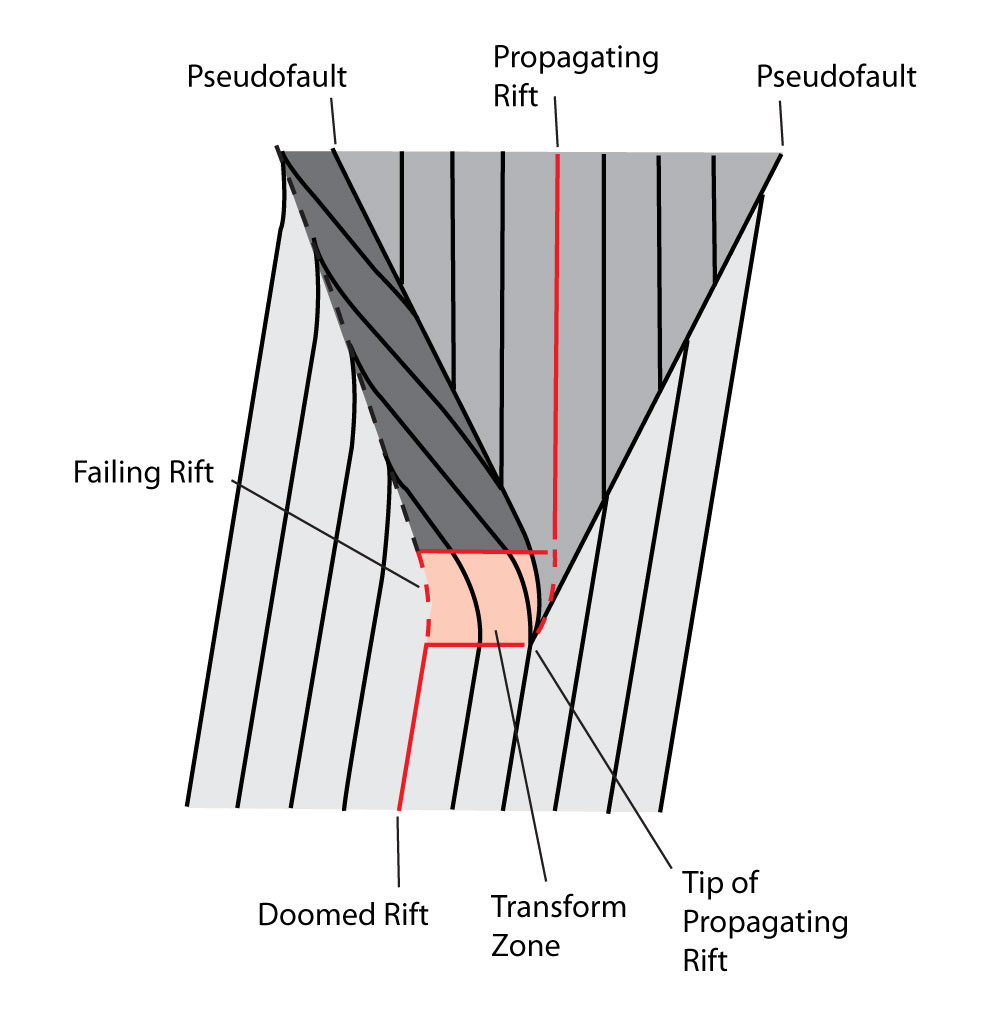 Pseudofault
Propagating
Rift
Pseudofault
Failing Rift
Doomed Rift
Transform
Zone
Tip of
Propagating
Rift